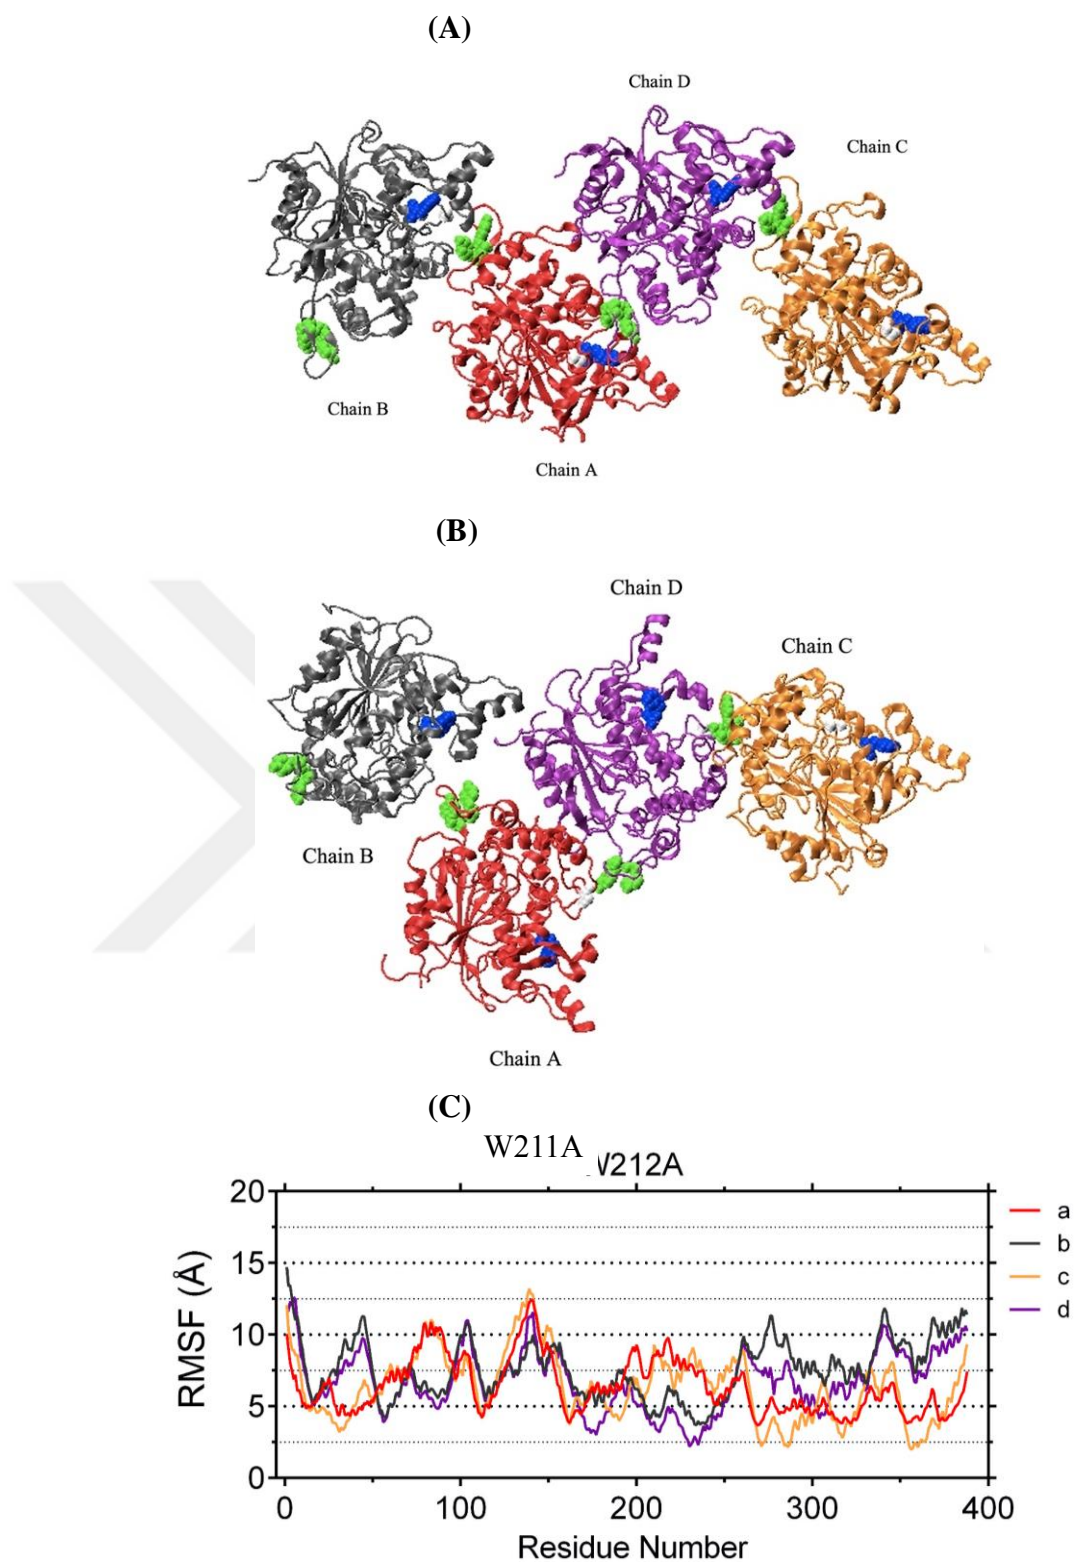 (A)
Chain D
Chain C
Chain B
Chain A
(B)
Chain D
Chain C
Chain B
Chain A
(C)
W211A W212A
RMSF (Å)
20
15
10
5
0
0 100 200 300 400
Residue Number
a
b
c
d